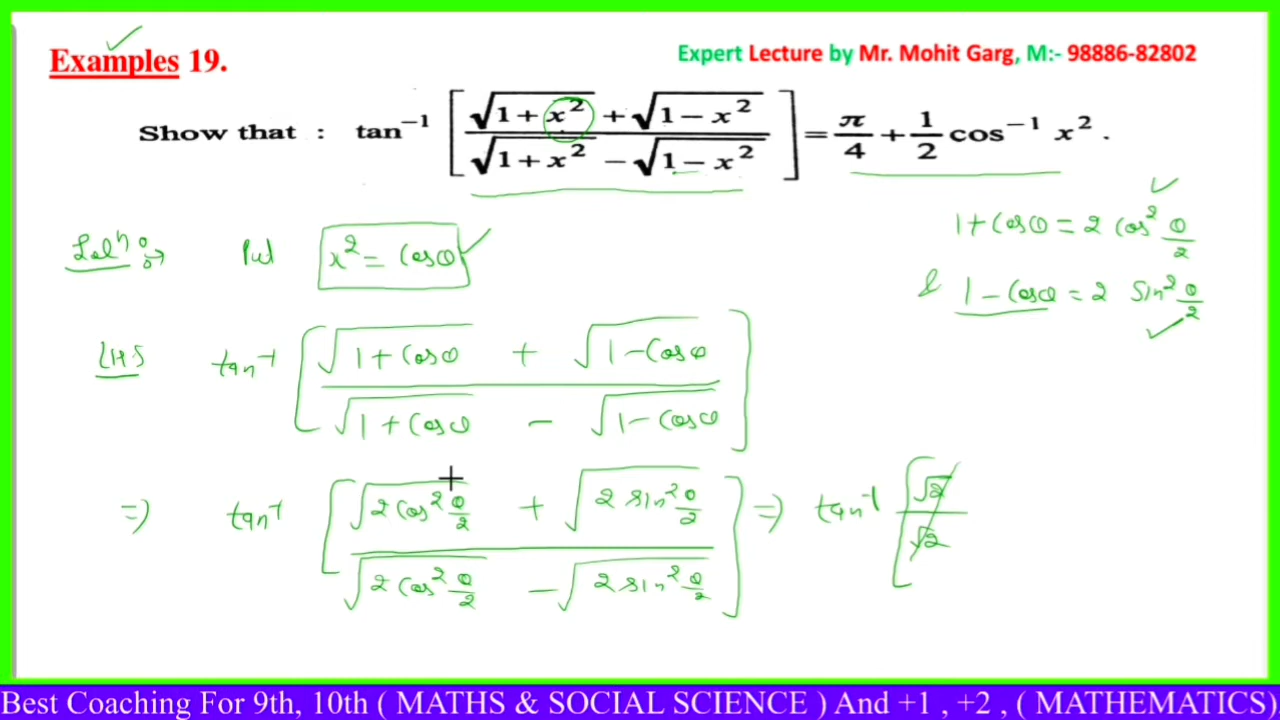 Examples 19.
Expert Lecture by Mr. Mohit Garg, M:- 98886-82802
Show that : tan⁻¹ [ (√(1 + x²) + √(1 − x²)) / (√(1 + x²) − √(1 − x²)) ] = π/4 + 1/2 cos⁻¹ x² .
1 + Cosθ = 2 Cos² θ/2
Solⁿ: Put x² = Cosθ
& 1 − Cosθ = 2 Sin² θ/2
LHS tan⁻¹ [ (√(1 + Cosθ) + √(1 − Cosθ)) / (√(1 + Cosθ) − √(1 − Cosθ)) ]
⇒ tan⁻¹ [ (√(2 Cos² θ/2) + √(2 sin² θ/2)) / (√(2 Cos² θ/2) − √(2 sin² θ/2)) ] ⇒ tan⁻¹ [ √2 / √2
Best Coaching For 9th, 10th ( MATHS & SOCIAL SCIENCE ) And +1 , +2 , ( MATHEMATICS)